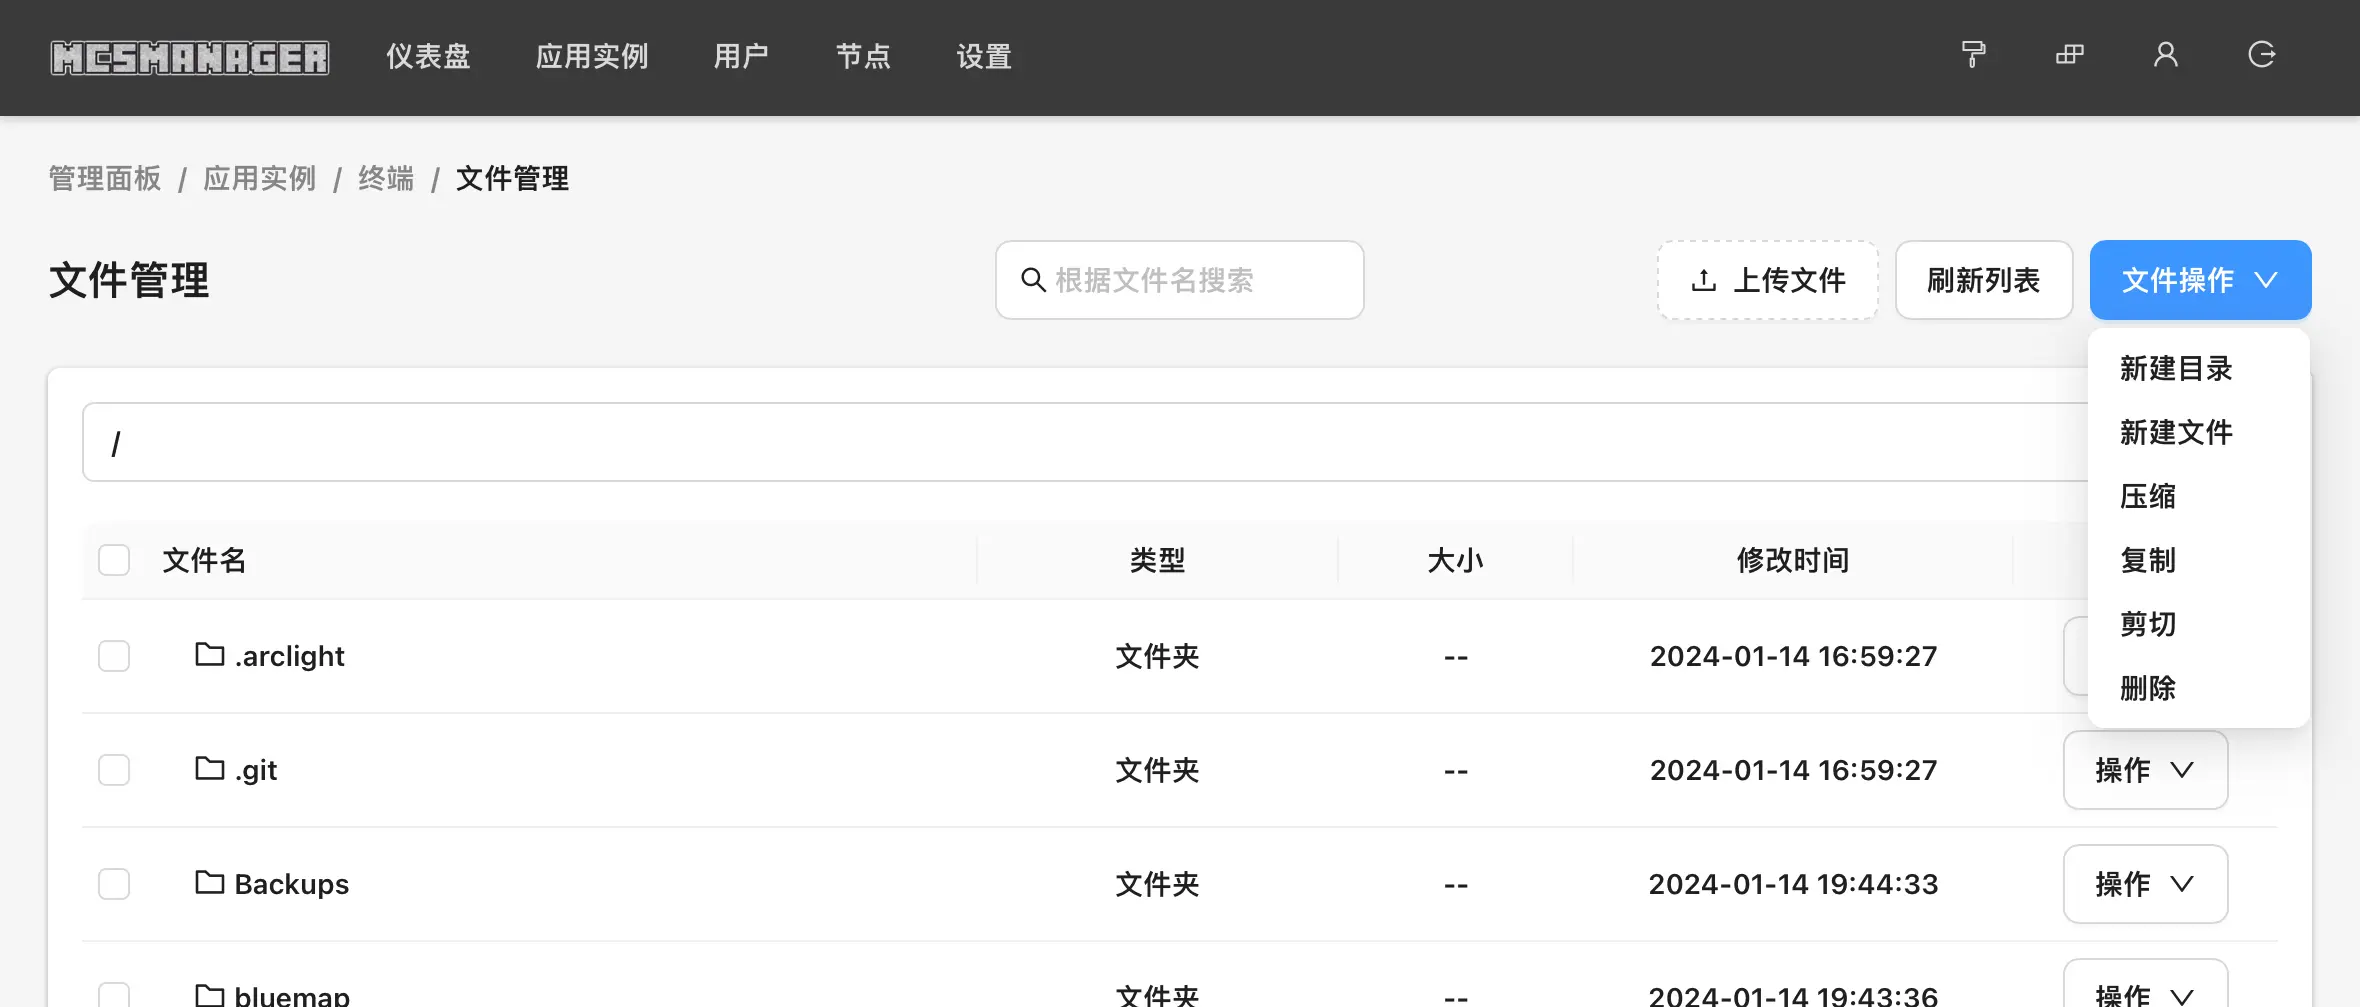 MCSMANAGER 仪表盘 应用实例 用户 节点 设置
管理面板 / 应用实例 / 终端 / 文件管理
文件管理 根据文件名搜索 上传文件 刷新列表 文件操作
新建目录
新建文件
压缩
复制
剪切
删除
/
文件名 类型 大小 修改时间
.arclight 文件夹 -- 2024-01-14 16:59:27
.git 文件夹 -- 2024-01-14 16:59:27 操作
Backups 文件夹 -- 2024-01-14 19:44:33 操作
bluemap 文件夹 -- 2024-01-14 19:43:36 操作